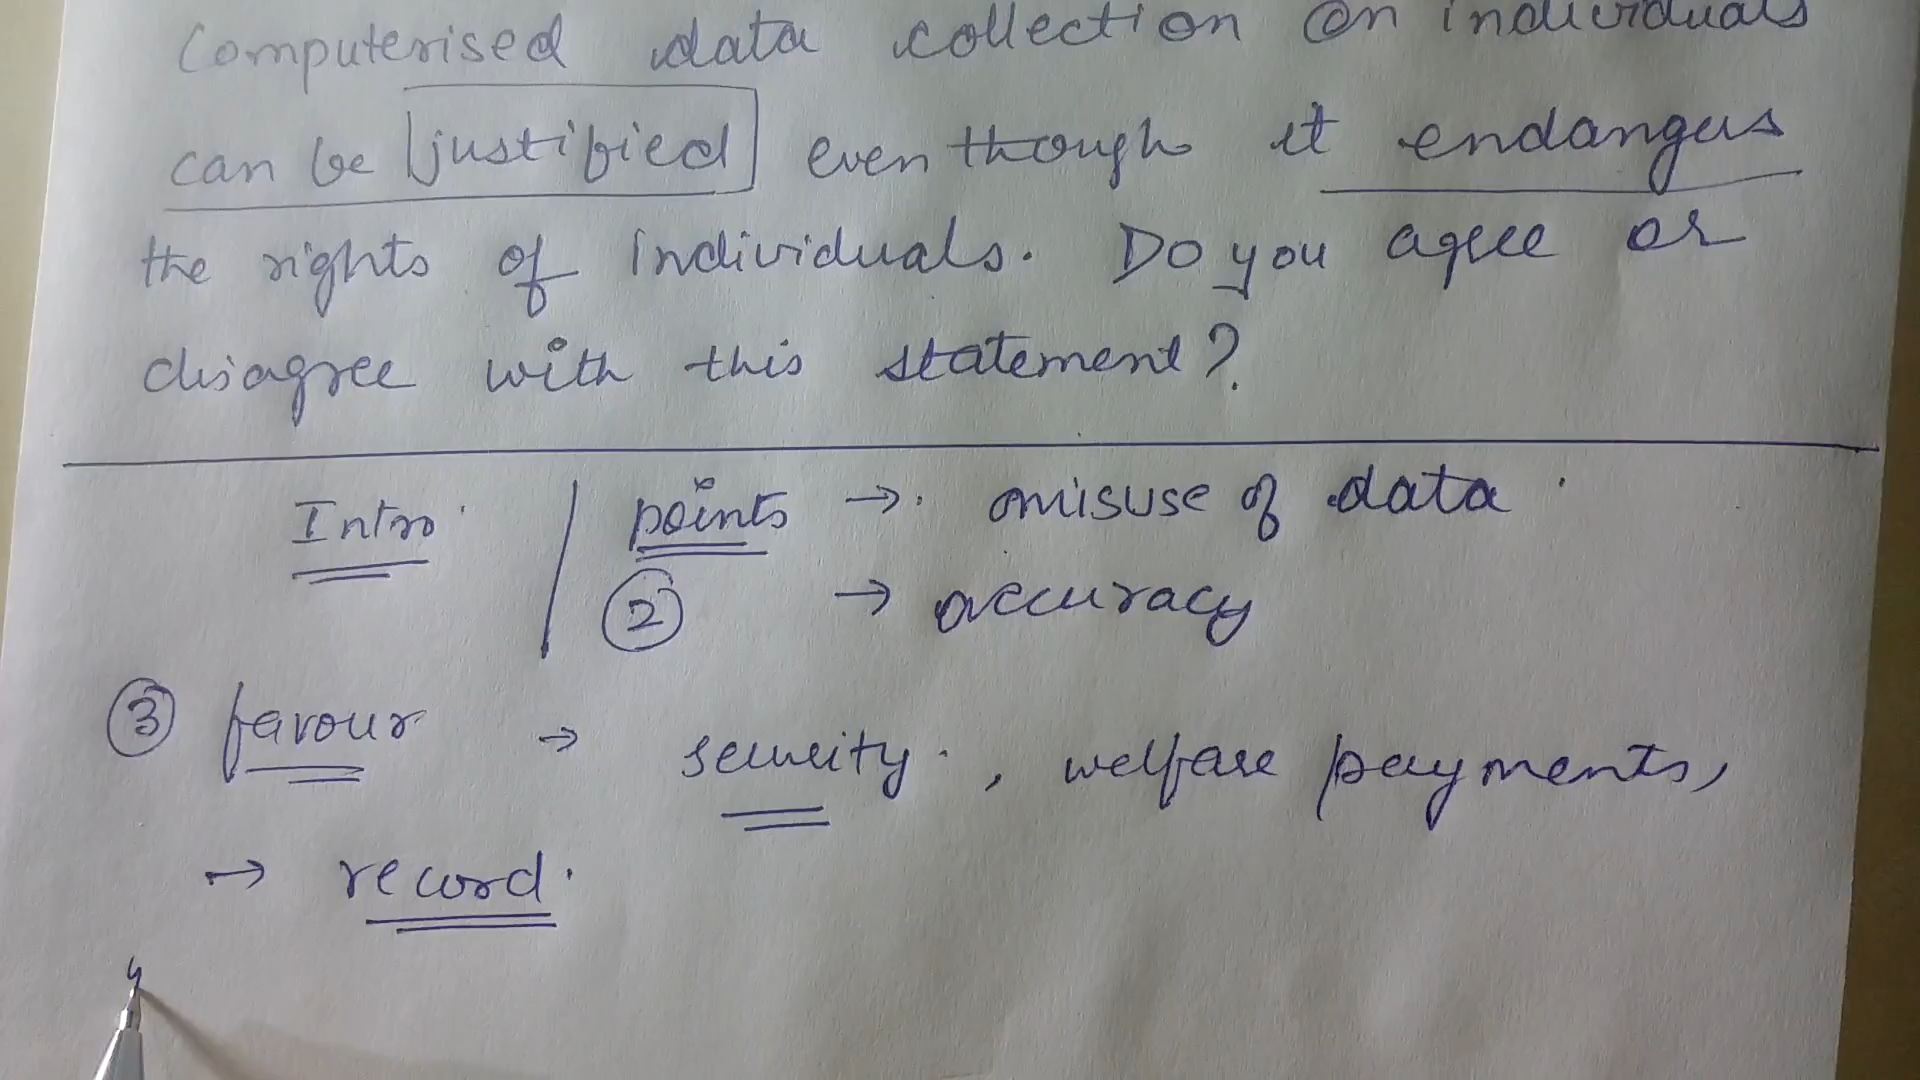 Computerised data collection on individuals
can be justified even though it endangers
the rights of individuals. Do you agree or
disagree with this statement?
Intro. points → misuse of data.
② → accuracy
③ favour → security, welfare payments,
→ record.
4